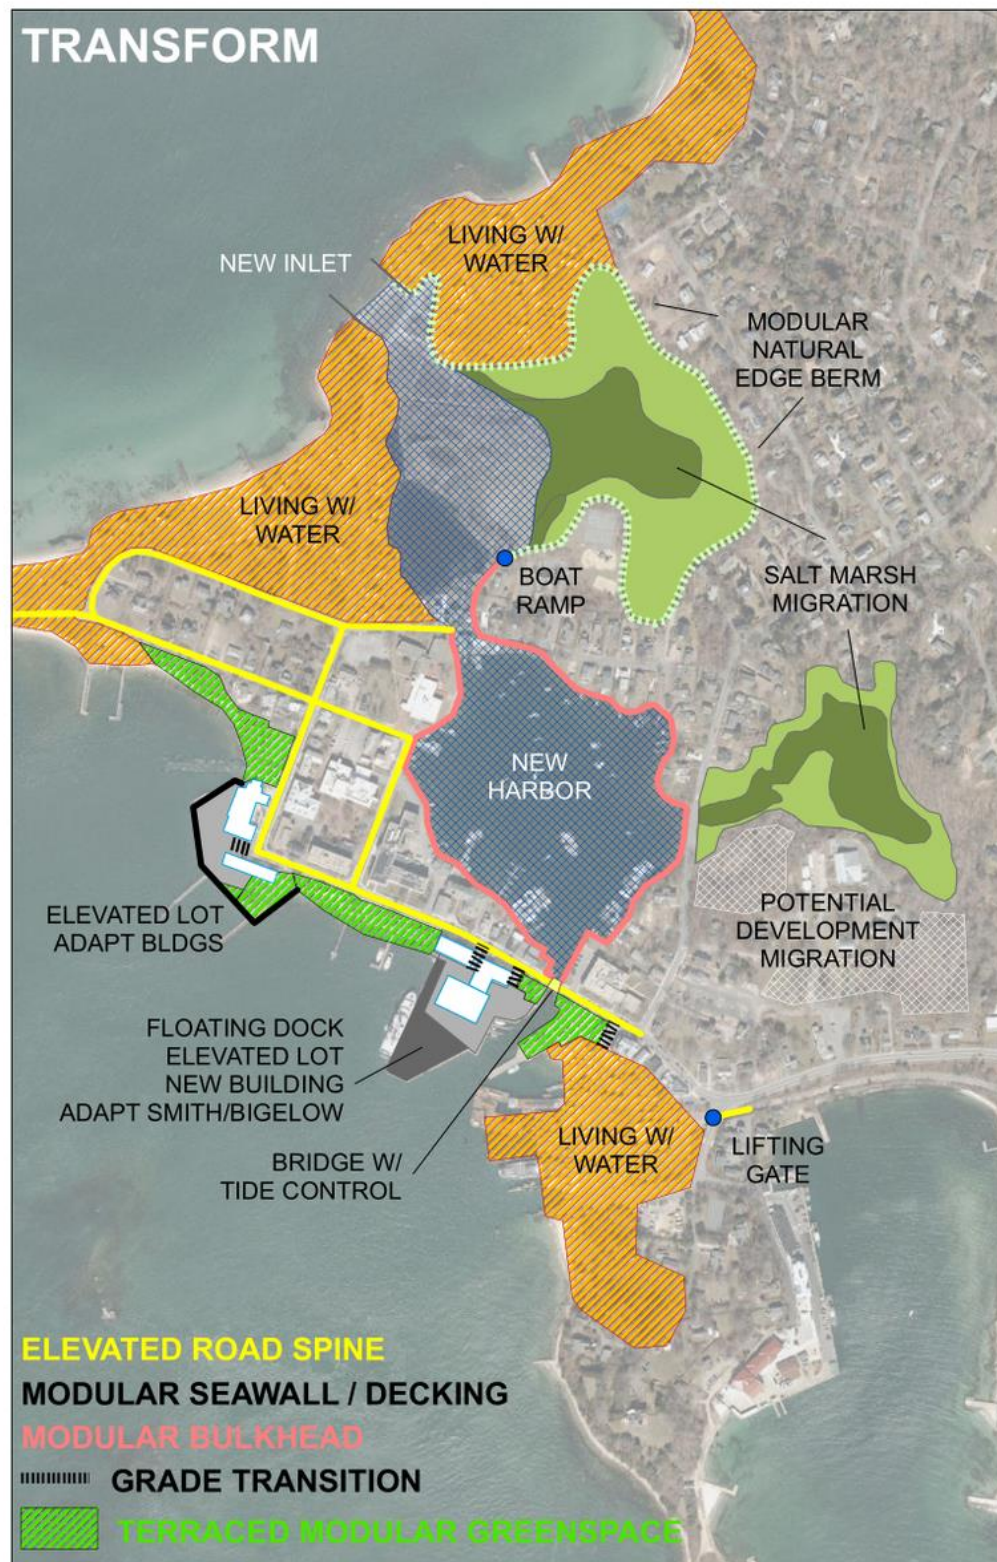 TRANSFORM
LIVING W/
WATER
NEW INLET
MODULAR
NATURAL
EDGE BERM
LIVING W/
WATER
BOAT
RAMP
SALT MARSH
MIGRATION
NEW
HARBOR
ELEVATED LOT
ADAPT BLDGS
POTENTIAL
DEVELOPMENT
MIGRATION
FLOATING DOCK
ELEVATED LOT
NEW BUILDING
ADAPT SMITH/BIGELOW
LIVING W/
WATER
LIFTING
GATE
BRIDGE W/
TIDE CONTROL
ELEVATED ROAD SPINE
MODULAR SEAWALL / DECKING
MODULAR BULKHEAD
GRADE TRANSITION
TERRACED MODULAR GREENSPACE